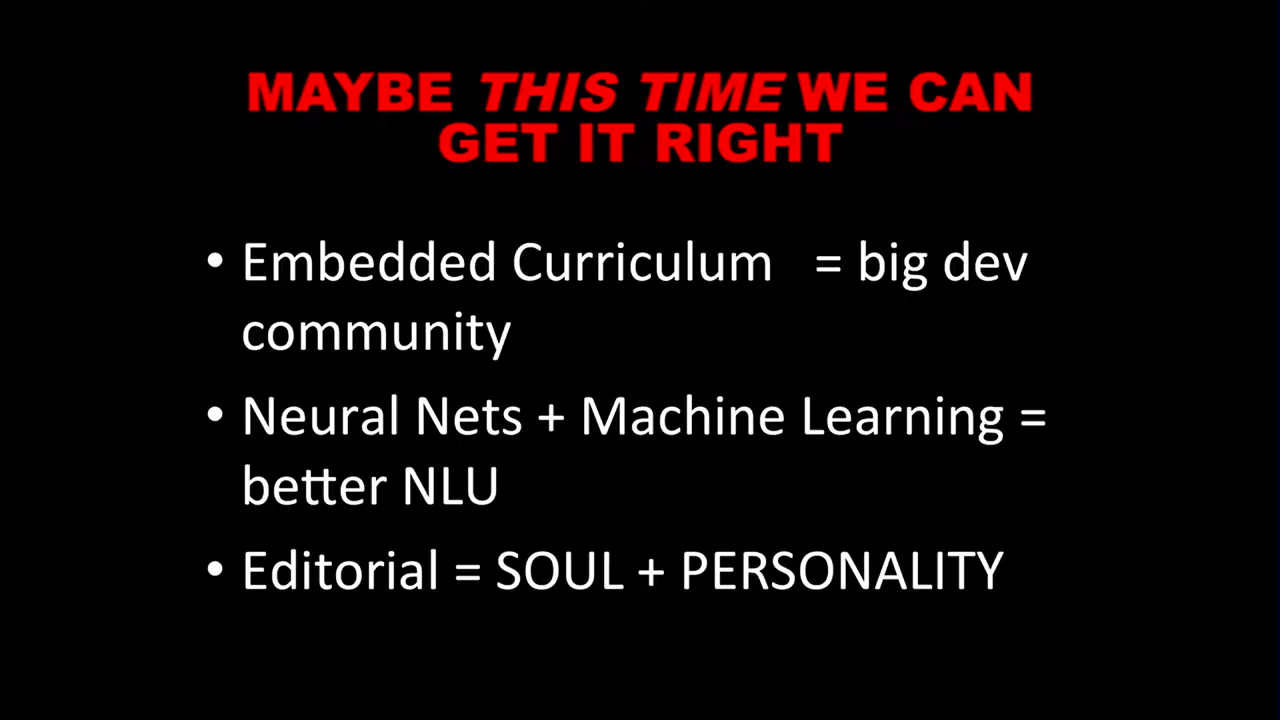 MAYBE THIS TIME WE CAN
GET IT RIGHT
• Embedded Curriculum = big dev
community
• Neural Nets + Machine Learning =
better NLU
• Editorial = SOUL + PERSONALITY